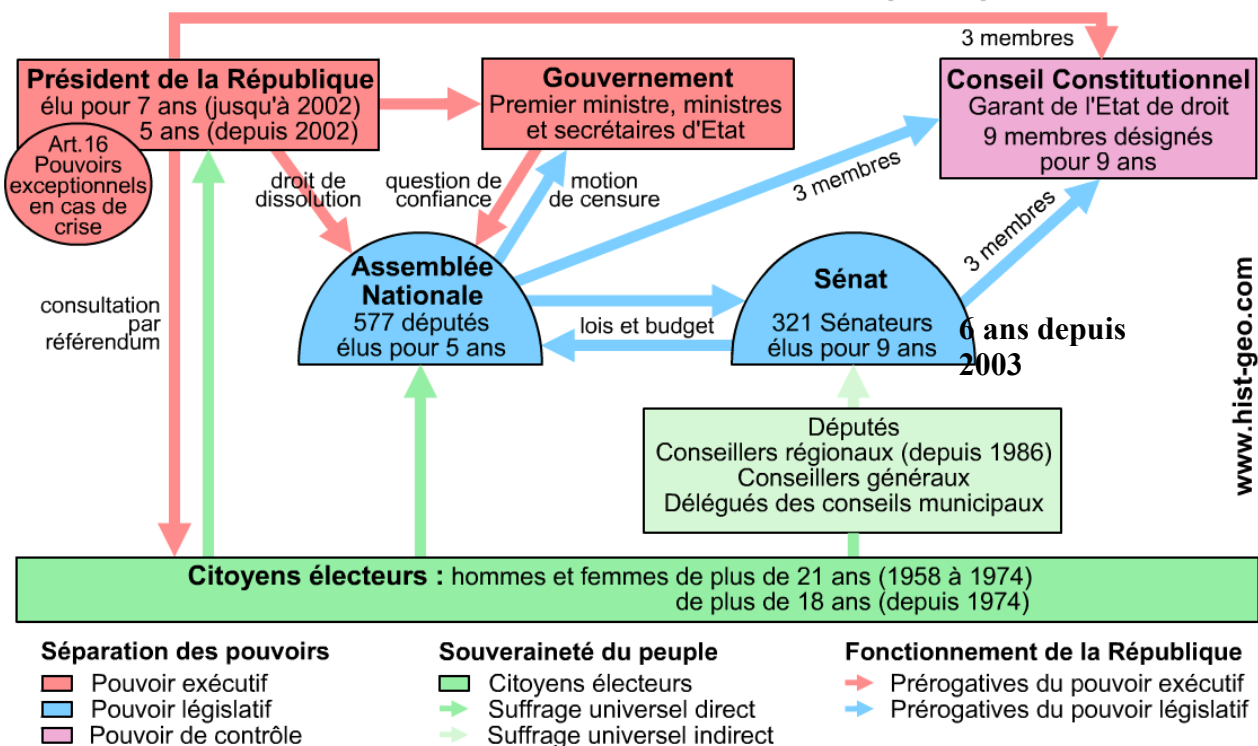 3 membres
Président de la République
élu pour 7 ans (jusqu'à 2002)
5 ans (depuis 2002)
Art.16
Pouvoirs
exceptionnels
en cas de
crise
Gouvernement
Premier ministre, ministres
et secrétaires d'Etat
Conseil Constitutionnel
Garant de l'Etat de droit
9 membres désignés
pour 9 ans
droit de
dissolution
question de
confiance
motion
de censure
3 membres
3 membres
consultation
par
référendum
Assemblée
Nationale
577 députés
élus pour 5 ans
lois et budget
Sénat
321 Sénateurs
élus pour 9 ans
6 ans depuis
2003
www.hist-geo.com
Députés
Conseillers régionaux (depuis 1986)
Conseillers généraux
Délégués des conseils municipaux
Citoyens électeurs : hommes et femmes de plus de 21 ans (1958 à 1974)
de plus de 18 ans (depuis 1974)
Séparation des pouvoirs
Pouvoir exécutif
Pouvoir législatif
Pouvoir de contrôle
Souveraineté du peuple
Citoyens électeurs
Suffrage universel direct
Suffrage universel indirect
Fonctionnement de la République
Prérogatives du pouvoir exécutif
Prérogatives du pouvoir législatif